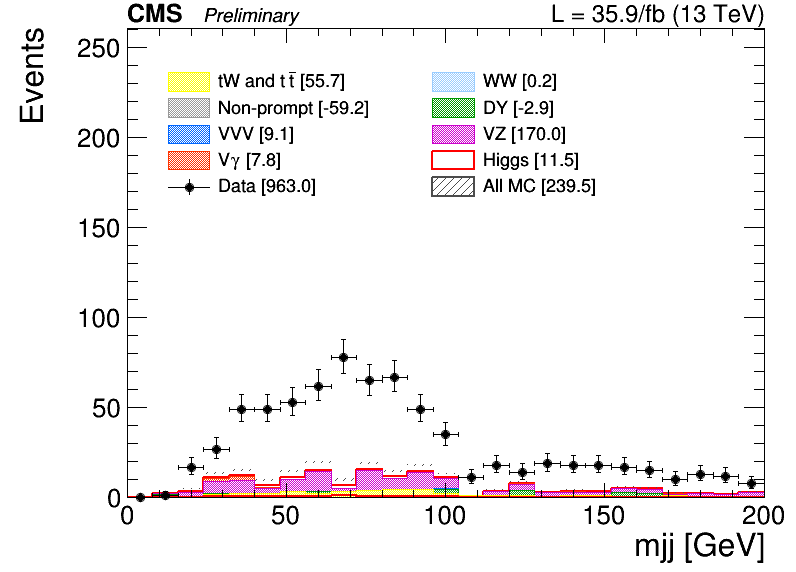 CMS Preliminary L = 35.9/fb (13 TeV)
Events
250
200
150
100
50
0
tW and t t̅ [55.7]
Non-prompt [-59.2]
VVV [9.1]
Vγ [7.8]
Data [963.0]
WW [0.2]
DY [-2.9]
VZ [170.0]
Higgs [11.5]
All MC [239.5]
0 50 100 150 200
mjj [GeV]